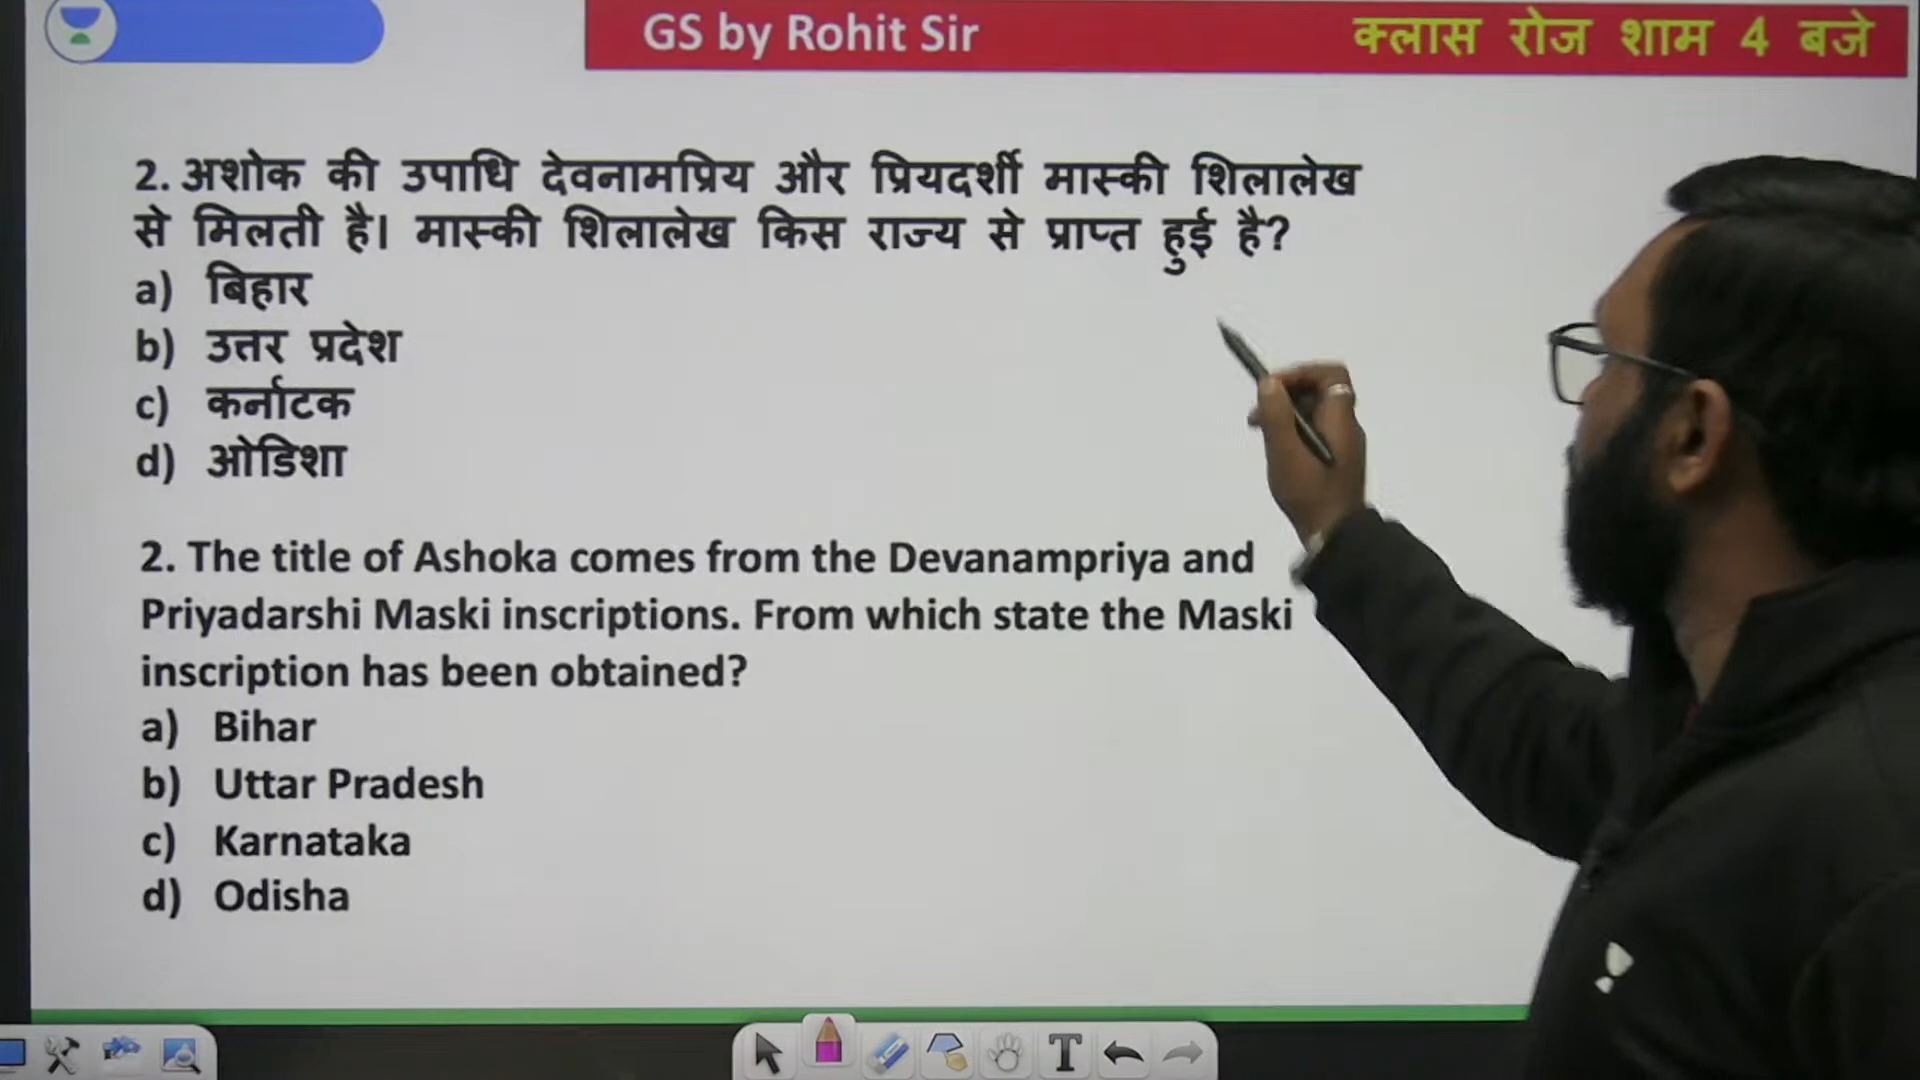 GS by Rohit Sir
क्लास रोज शाम 4 बजे
2. अशोक की उपाधि देवनामप्रिय और प्रियदर्शी मास्की शिलालेख
से मिलती है। मास्की शिलालेख किस राज्य से प्राप्त हुई है?
a) बिहार
b) उत्तर प्रदेश
c) कर्नाटक
d) ओडिशा
2. The title of Ashoka comes from the Devanampriya and
Priyadarshi Maski inscriptions. From which state the Maski
inscription has been obtained?
a) Bihar
b) Uttar Pradesh
c) Karnataka
d) Odisha
T